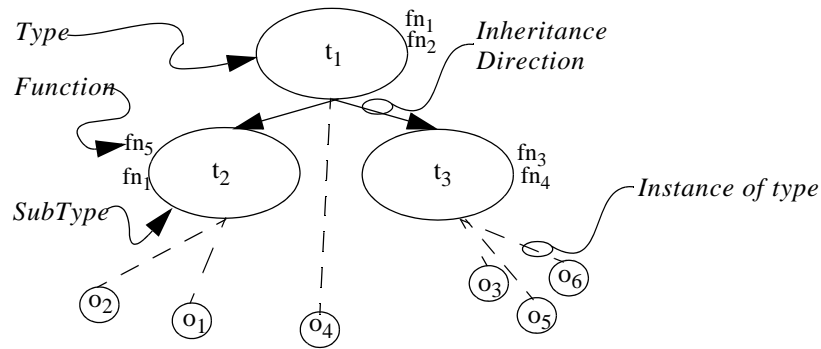 Type
fn1
fn2
Inheritance
Direction
t1
Function
fn5
fn1
t2
t3
fn3
fn4
SubType
Instance of type
o2
o1
o4
o3
o5
o6